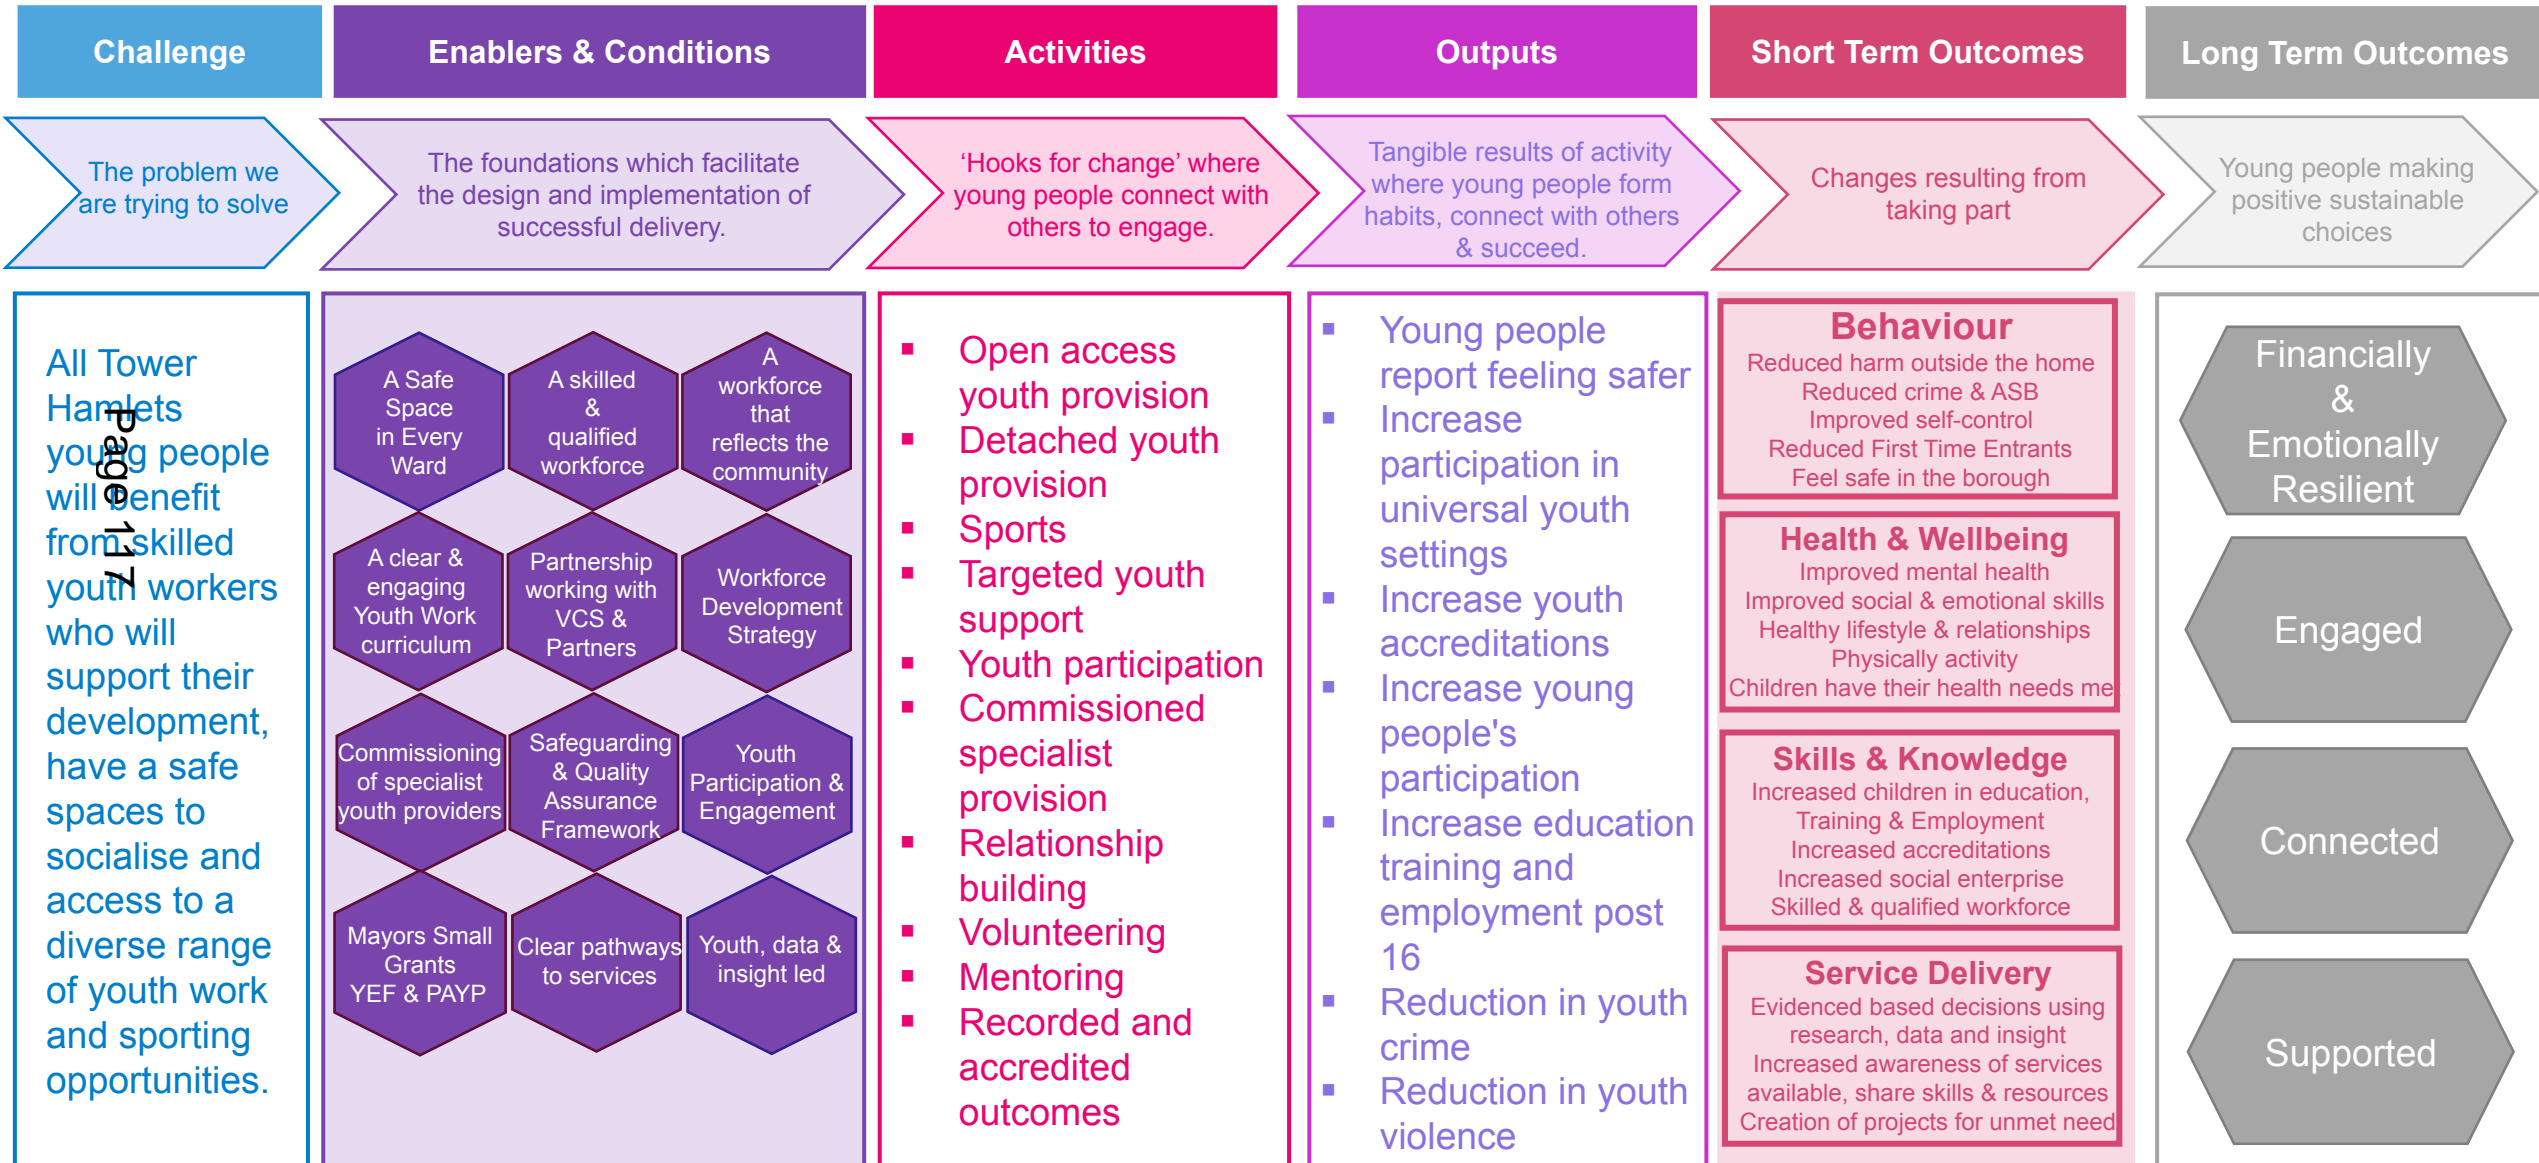 Challenge
Enablers & Conditions
Activities
Outputs
Short Term Outcomes
Long Term Outcomes
The problem we
are trying to solve
The foundations which facilitate
the design and implementation of
successful delivery.
‘Hooks for change’ where
young people connect with
others to engage.
Tangible results of activity
where young people form
habits, connect with others
& succeed.
Changes resulting from
taking part
Young people making
positive sustainable
choices
All Tower
Hamlets
young people
will benefit
from skilled
youth workers
who will
support their
development,
have a safe
spaces to
socialise and
access to a
diverse range
of youth work
and sporting
opportunities.
Page 117
A Safe
Space
in Every
Ward
A skilled
&
qualified
workforce
A
workforce
that
reflects the
community
A clear &
engaging
Youth Work
curriculum
Partnership
working with
VCS &
Partners
Workforce
Development
Strategy
Commissioning
of specialist
youth providers
Safeguarding
& Quality
Assurance
Framework
Youth
Participation &
Engagement
Mayors Small
Grants
YEF & PAYP
Clear pathways
to services
Youth, data &
insight led
▪ Open access
youth provision
▪ Detached youth
provision
▪ Sports
▪ Targeted youth
support
▪ Youth participation
▪ Commissioned
specialist
provision
▪ Relationship
building
▪ Volunteering
▪ Mentoring
▪ Recorded and
accredited
outcomes
▪ Young people
report feeling safer
▪ Increase
participation in
universal youth
settings
▪ Increase youth
accreditations
▪ Increase young
people's
participation
▪ Increase education
training and
employment post
16
▪ Reduction in youth
crime
▪ Reduction in youth
violence
Behaviour
Reduced harm outside the home
Reduced crime & ASB
Improved self-control
Reduced First Time Entrants
Feel safe in the borough
Health & Wellbeing
Improved mental health
Improved social & emotional skills
Healthy lifestyle & relationships
Physically activity
Children have their health needs met
Skills & Knowledge
Increased children in education,
Training & Employment
Increased accreditations
Increased social enterprise
Skilled & qualified workforce
Service Delivery
Evidenced based decisions using
research, data and insight
Increased awareness of services
available, share skills & resources
Creation of projects for unmet need
Financially
&
Emotionally
Resilient
Engaged
Connected
Supported